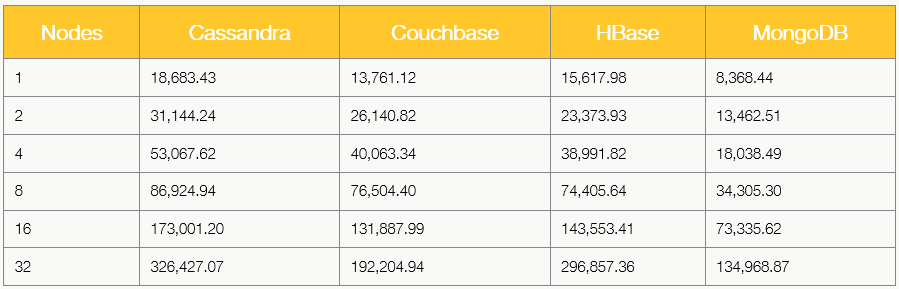 Nodes Cassandra Couchbase HBase MongoDB
1 18,683.43 13,761.12 15,617.98 8,368.44
2 31,144.24 26,140.82 23,373.93 13,462.51
4 53,067.62 40,063.34 38,991.82 18,038.49
8 86,924.94 76,504.40 74,405.64 34,305.30
16 173,001.20 131,887.99 143,553.41 73,335.62
32 326,427.07 192,204.94 296,857.36 134,968.87